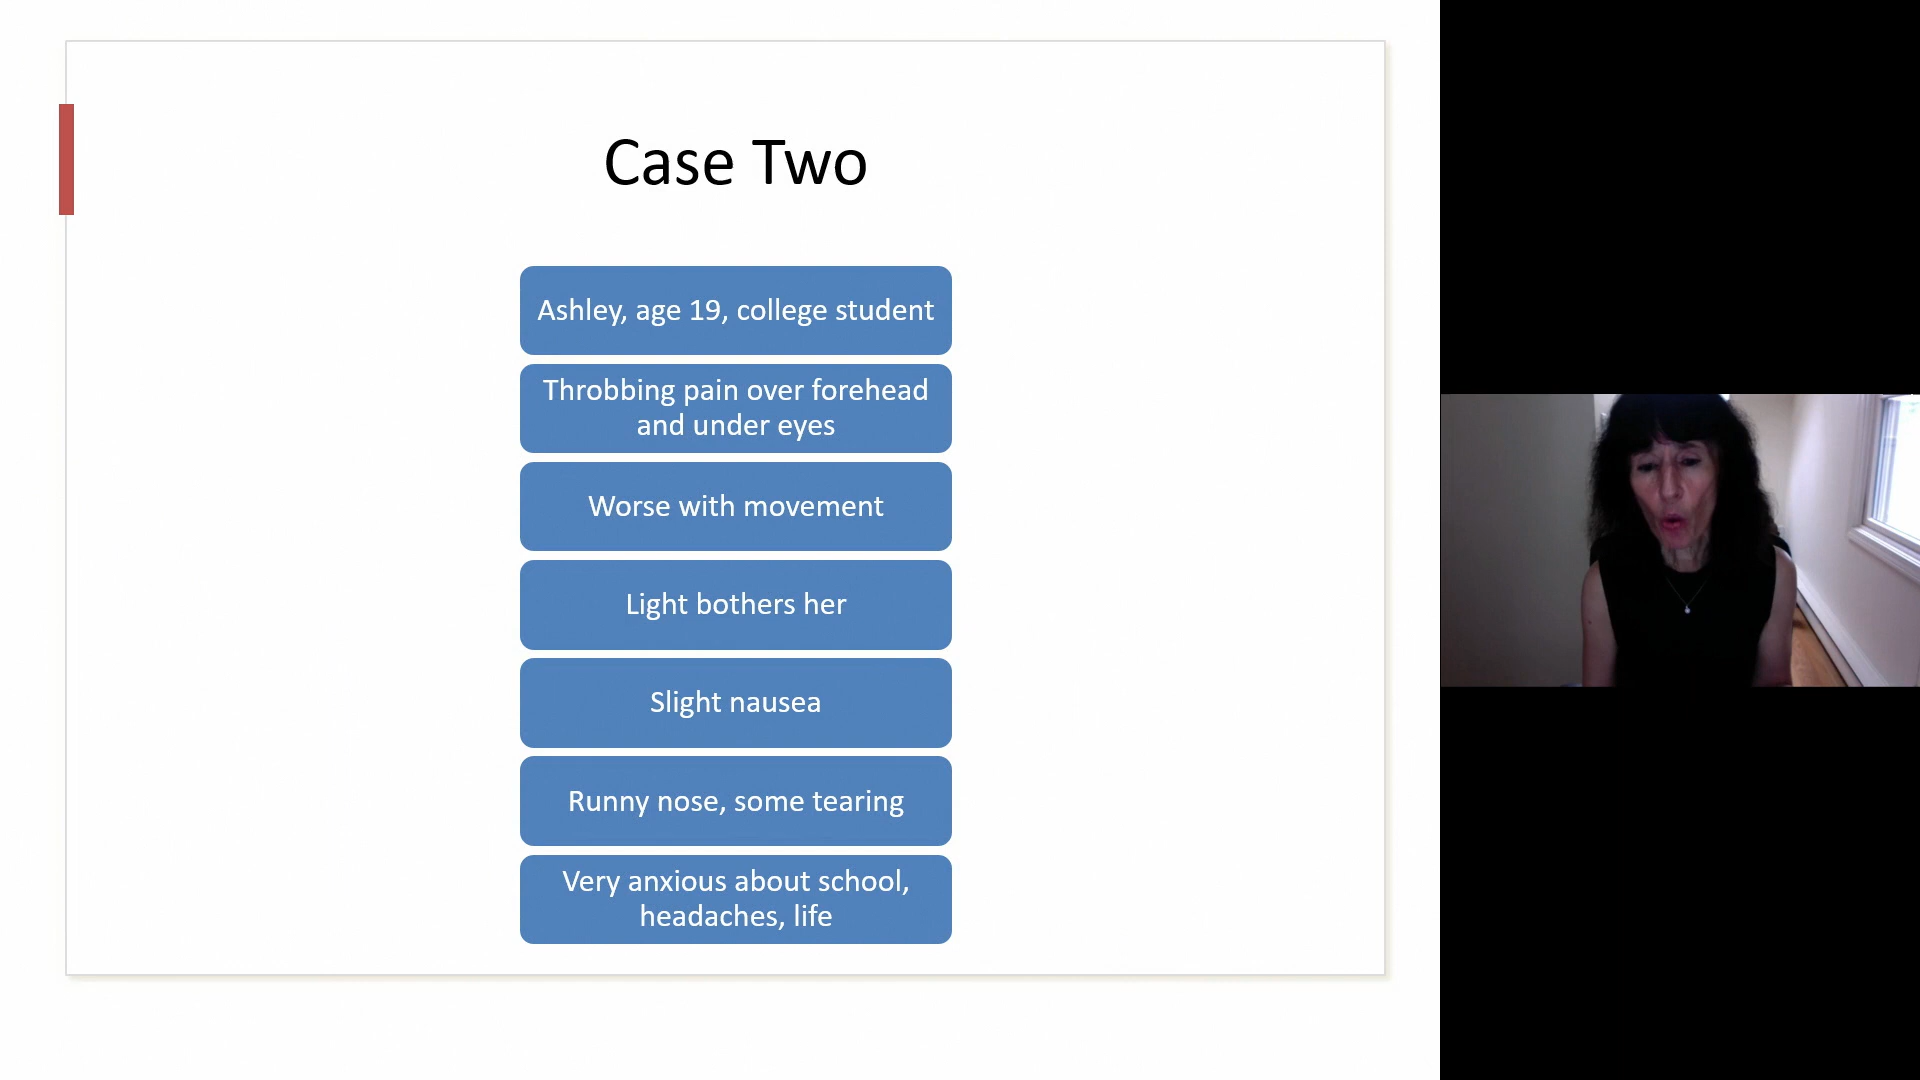 Case Two
Ashley, age 19, college student
Throbbing pain over forehead
and under eyes
Worse with movement
Light bothers her
Slight nausea
Runny nose, some tearing
Very anxious about school,
headaches, life